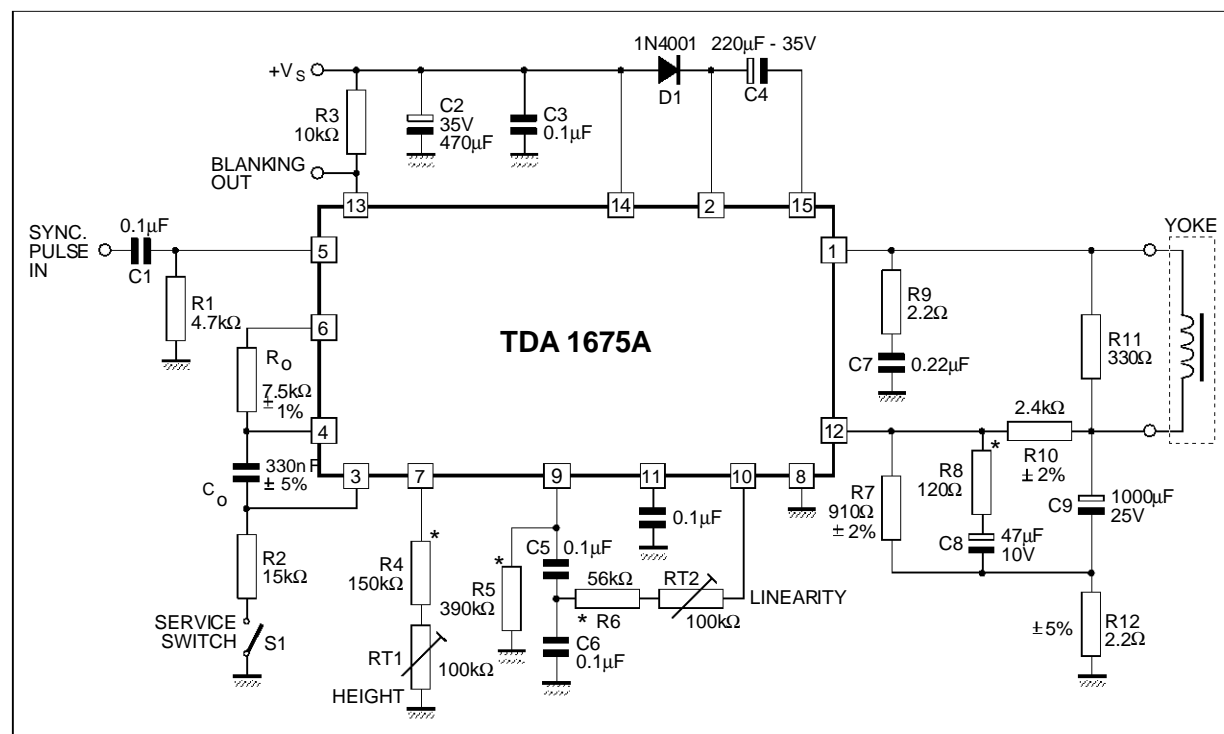 1N4001
220µF - 35V
+VS
D1
C4
R3
10kΩ
C2
35V
470µF
C3
0.1µF
BLANKING
OUT
13
14
2
15
SYNC.
PULSE
IN
0.1µF
C1
5
1
YOKE
R1
4.7kΩ
R9
2.2Ω
6
TDA 1675A
R11
330Ω
Ro
7.5kΩ
± 1%
C7
0.22µF
4
12
2.4kΩ
R10
± 2%
330nF
± 5%
Co
3
7
9
11
10
8
R7
910Ω
± 2%
*
R8
120Ω
C9
1000µF
25V
0.1µF
R2
15kΩ
*
R4
150kΩ
*
R5
390kΩ
C5
0.1µF
56kΩ
* R6
RT2
100kΩ
LINEARITY
C8
47µF
10V
SERVICE
SWITCH
S1
RT1
100kΩ
HEIGHT
C6
0.1µF
±5%
R12
2.2Ω